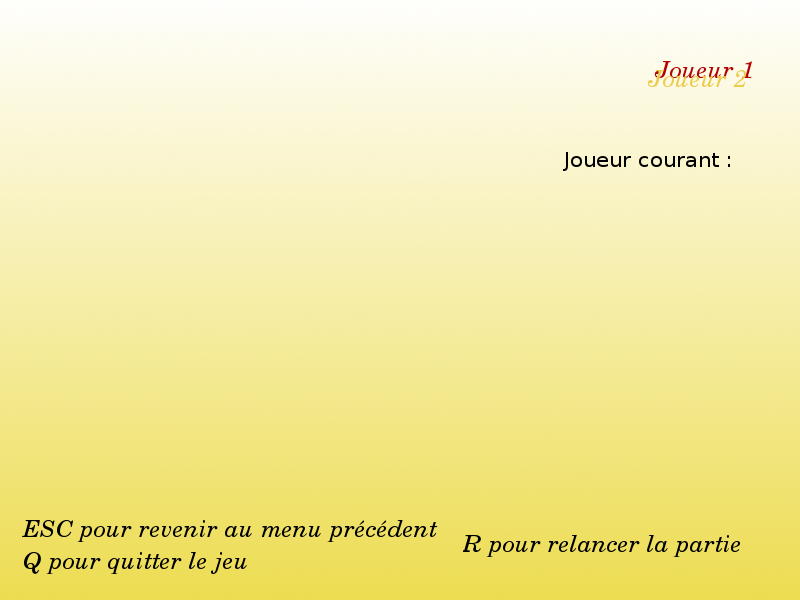 Joueur 1
Joueur 2
Joueur courant :
ESC pour revenir au menu précédent
Q pour quitter le jeu
R pour relancer la partie